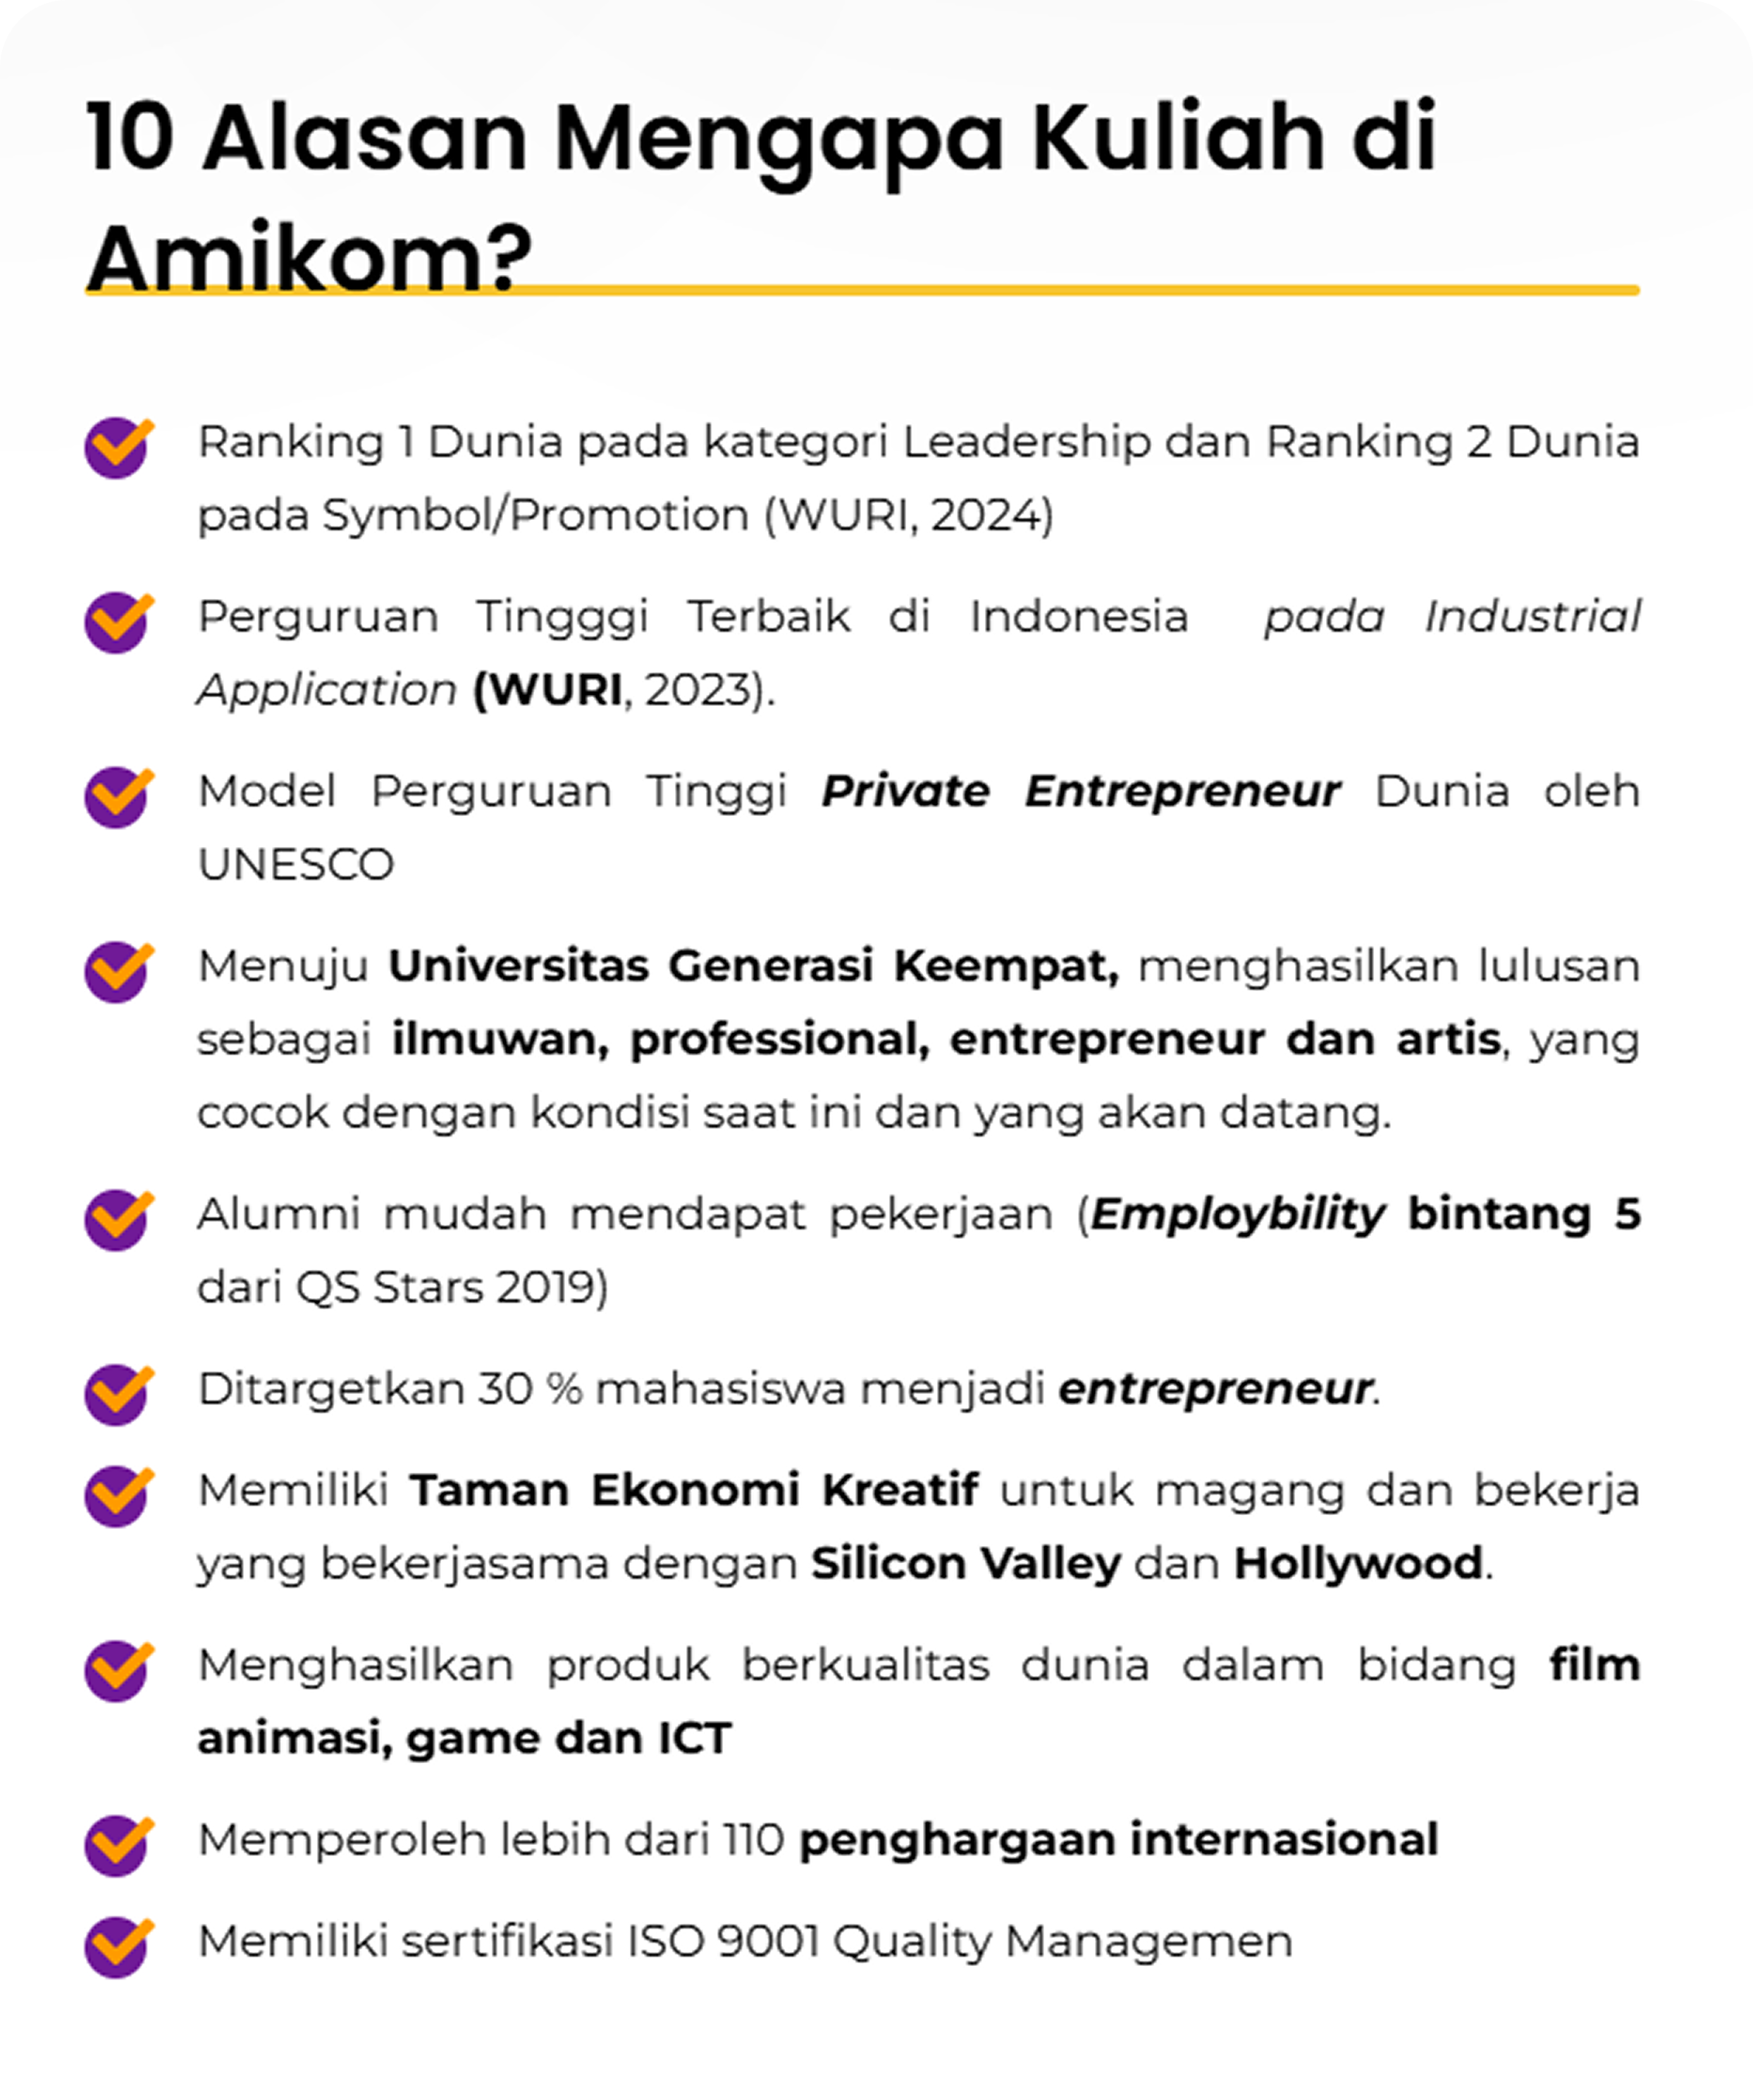 10 Alasan Mengapa Kuliah di
Amikom?
Ranking 1 Dunia pada kategori Leadership dan Ranking 2 Dunia
pada Symbol/Promotion (WURI, 2024)
Perguruan Tingggi Terbaik di Indonesia pada Industrial
Application (WURI, 2023).
Model Perguruan Tinggi Private Entrepreneur Dunia oleh
UNESCO
Menuju Universitas Generasi Keempat, menghasilkan lulusan
sebagai ilmuwan, professional, entrepreneur dan artis, yang
cocok dengan kondisi saat ini dan yang akan datang.
Alumni mudah mendapat pekerjaan (Employbility bintang 5
dari QS Stars 2019)
Ditargetkan 30 % mahasiswa menjadi entrepreneur.
Memiliki Taman Ekonomi Kreatif untuk magang dan bekerja
yang bekerjasama dengan Silicon Valley dan Hollywood.
Menghasilkan produk berkualitas dunia dalam bidang film
animasi, game dan ICT
Memperoleh lebih dari 110 penghargaan internasional
Memiliki sertifikasi ISO 9001 Quality Managemen